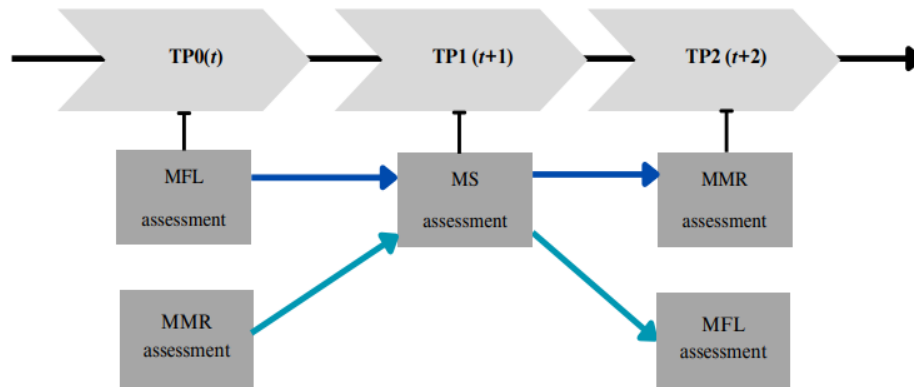 TP0(t)
TP1 (t+1)
TP2 (t+2)
MFL
assessment
MS
assessment
MMR
assessment
MMR
assessment
MFL
assessment